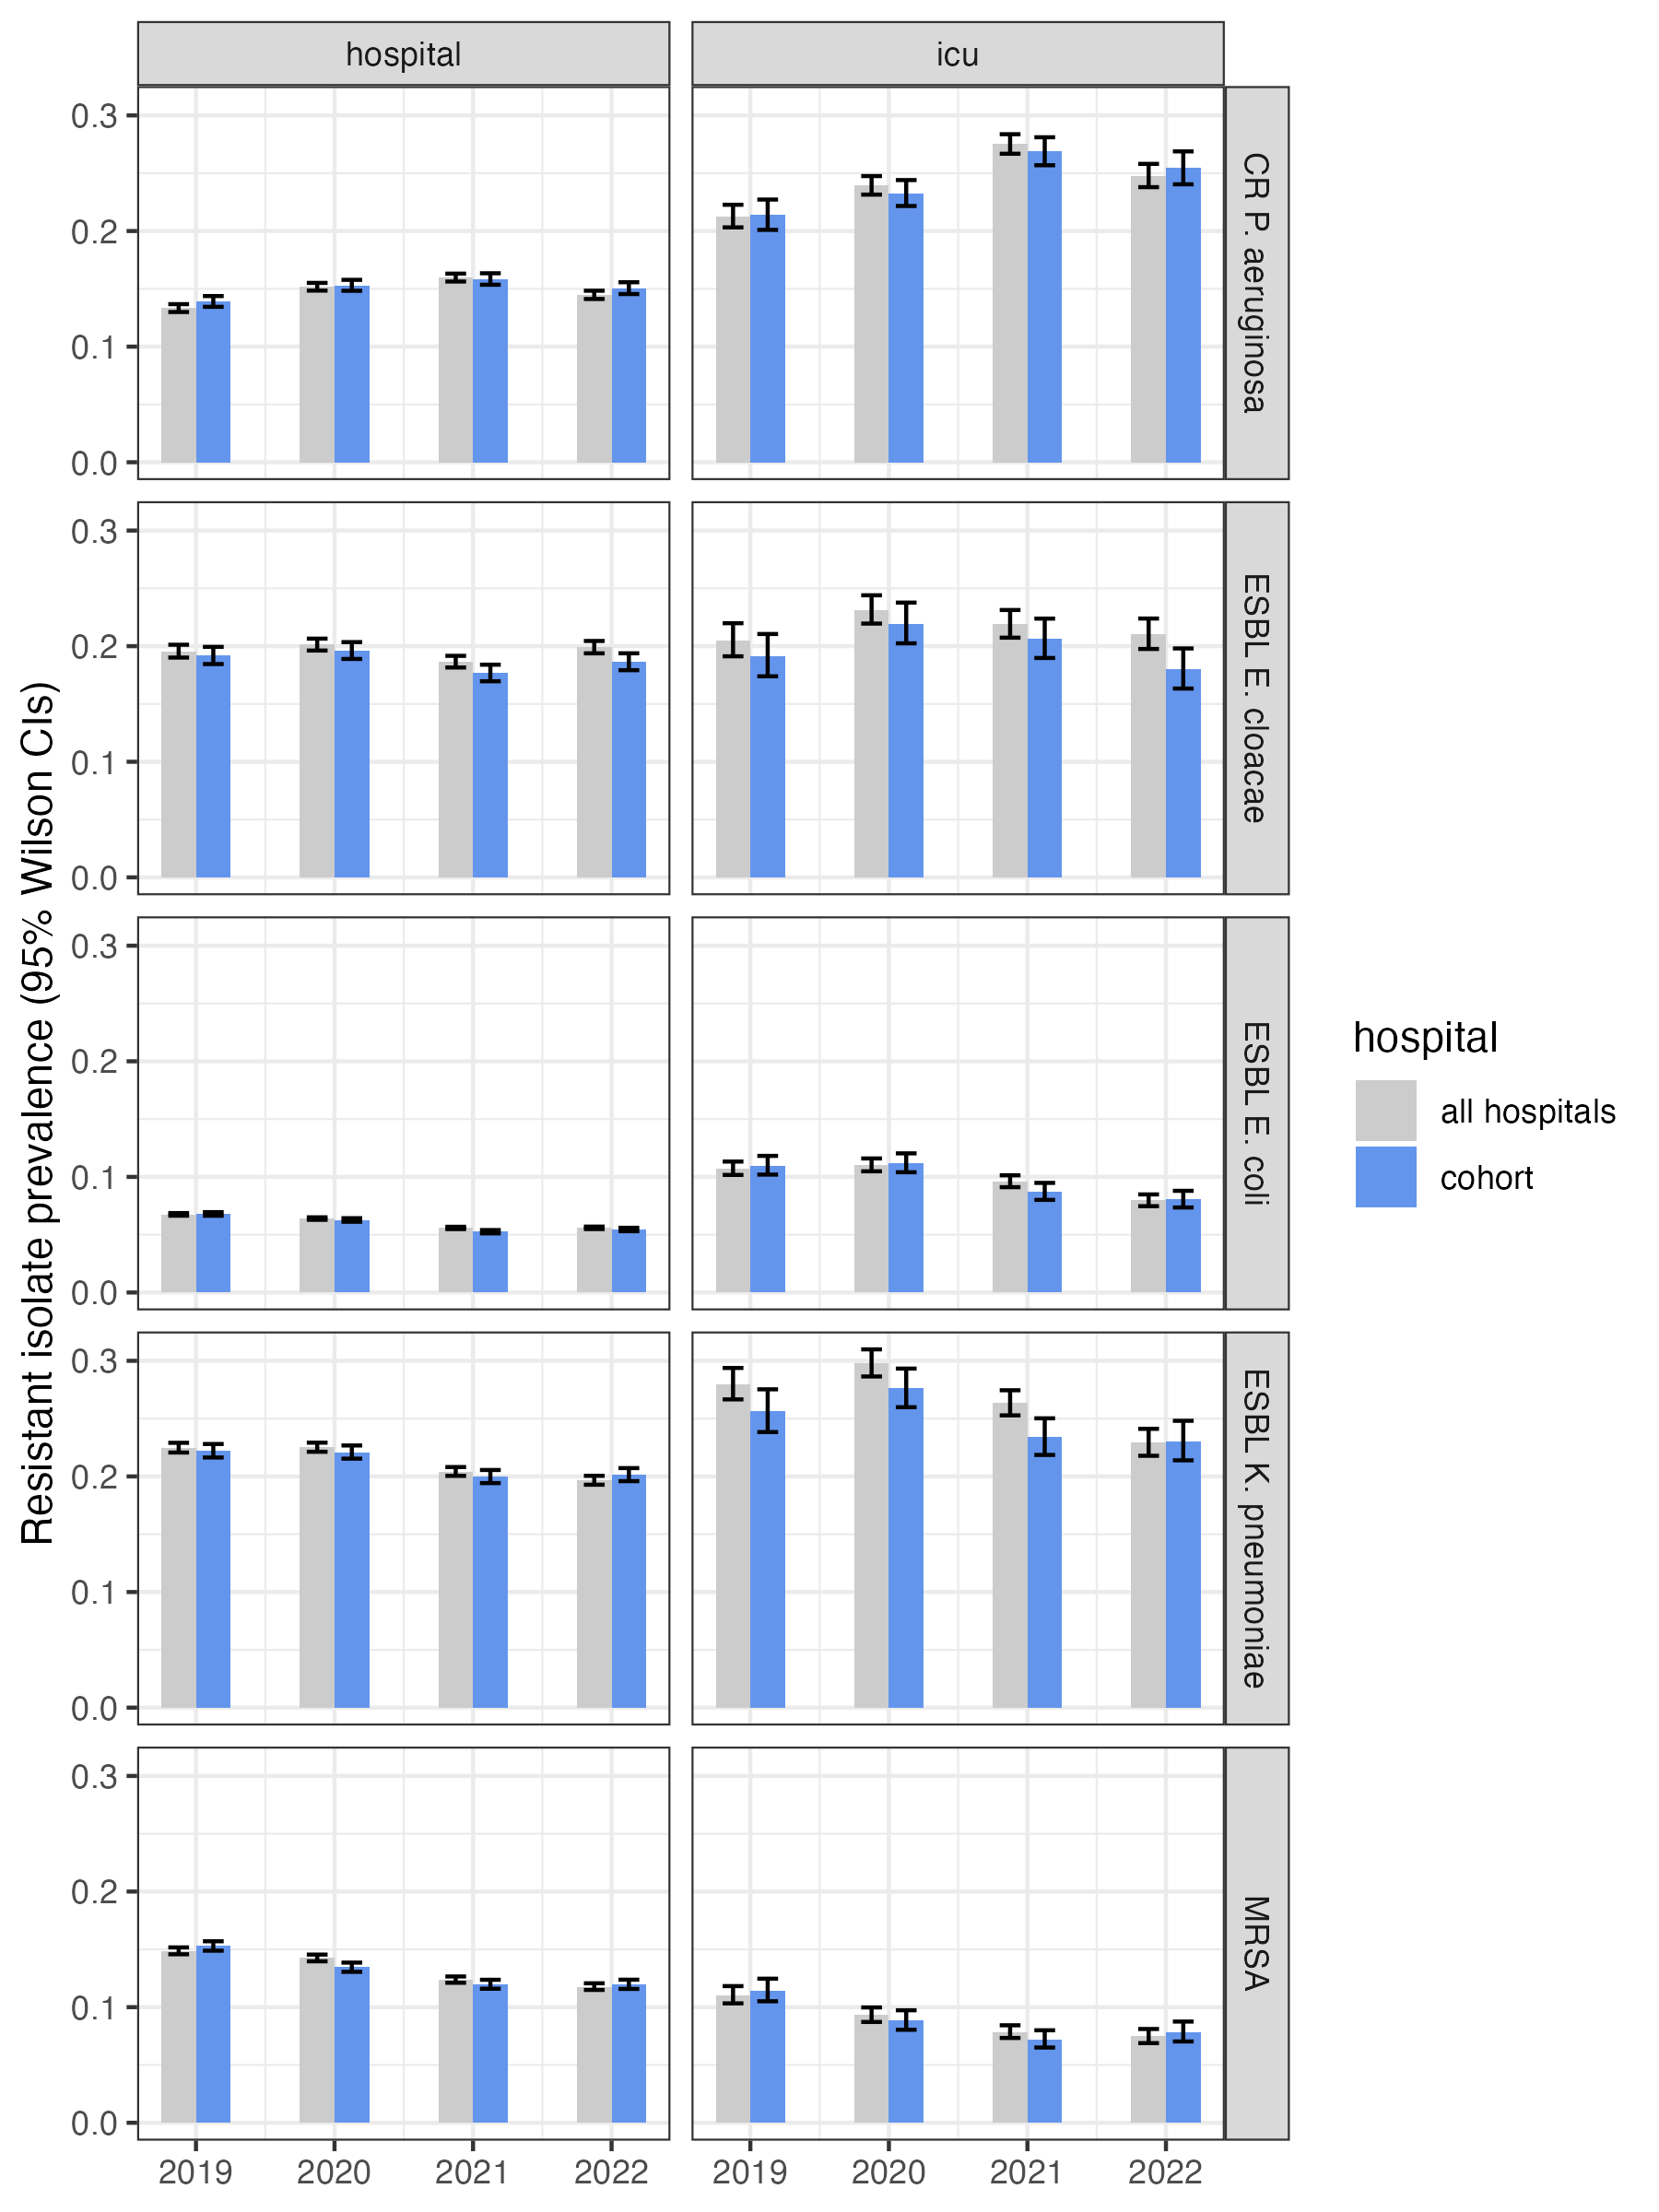 hospital
icu
Resistant isolate prevalence (95% Wilson CIs)
0.3
0.2
0.1
0.0
CR P. aeruginosa
0.3
0.2
0.1
0.0
ESBL E. cloacae
0.3
0.2
0.1
0.0
ESBL E. coli
0.3
0.2
0.1
0.0
ESBL K. pneumoniae
0.3
0.2
0.1
0.0
MRSA
2019 2020 2021 2022
2019 2020 2021 2022
hospital
all hospitals
cohort